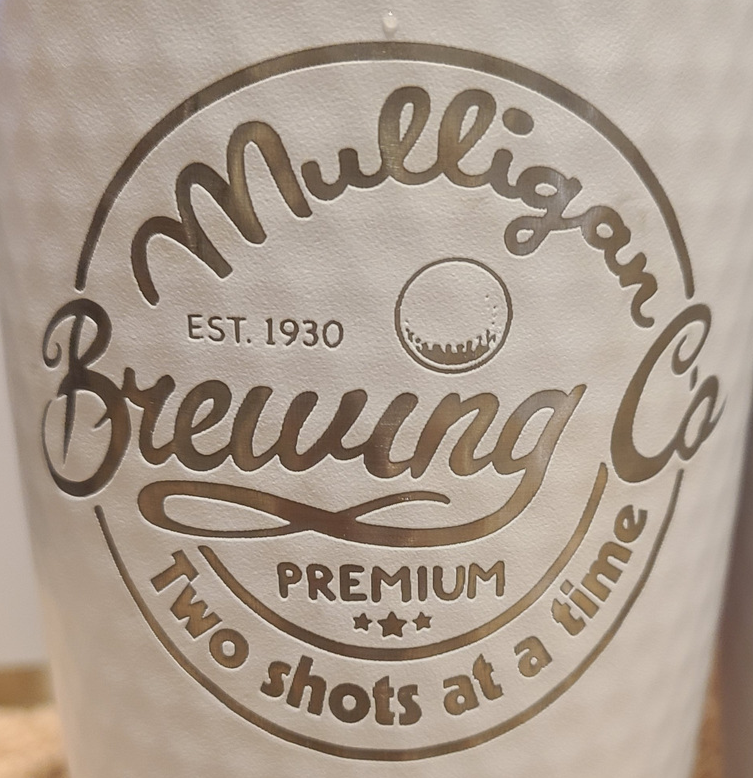 Mulligan
EST. 1930
Brewing Co
PREMIUM
Two shots at a time